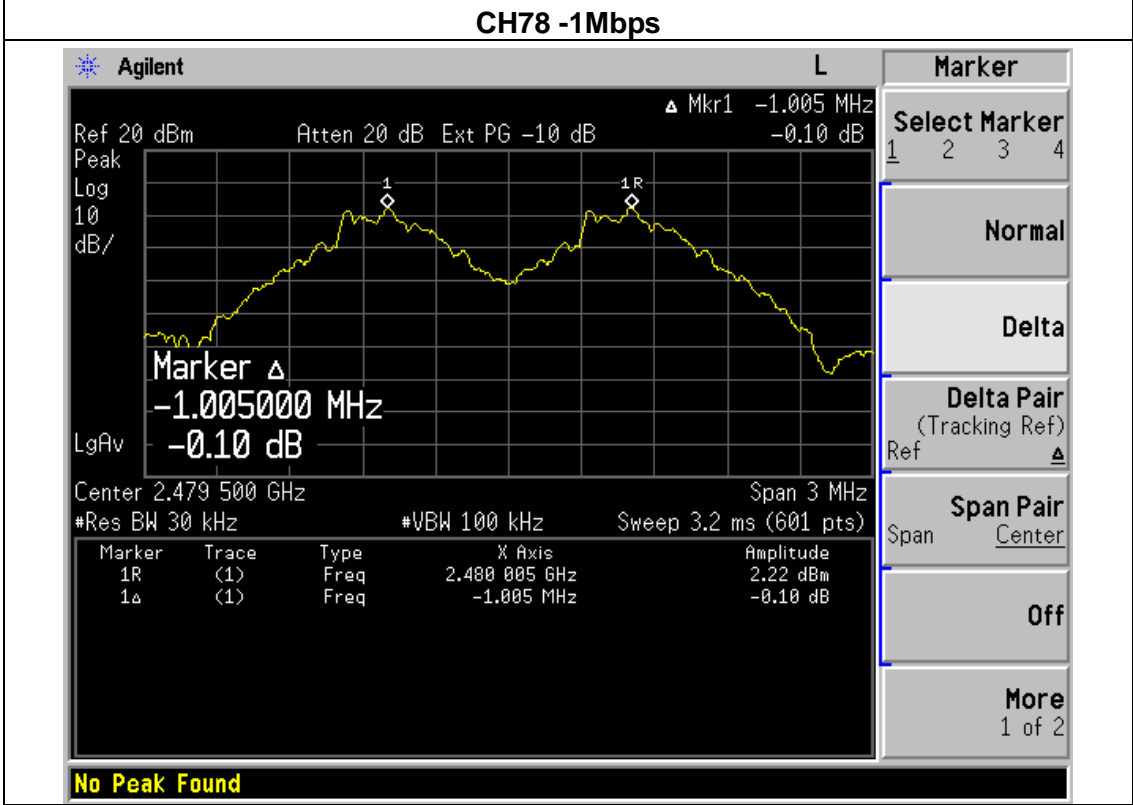 CH78 -1Mbps
Agilent L
Δ Mkr1 -1.005 MHz
Ref 20 dBm Atten 20 dB Ext PG -10 dB -0.10 dB
Peak
Log
10
dB/
1
1R
Marker Δ
-1.005000 MHz
-0.10 dB
LgAv
Center 2.479 500 GHz Span 3 MHz
#Res BW 30 kHz #VBW 100 kHz Sweep 3.2 ms (601 pts)
Marker Trace Type X Axis Amplitude
1R (1) Freq 2.480 005 GHz 2.22 dBm
1Δ (1) Freq -1.005 MHz -0.10 dB
No Peak Found
Marker
Select Marker
1 2 3 4
Normal
Delta
Delta Pair
(Tracking Ref)
Ref Δ
Span Pair
Span Center
Off
More
1 of 2